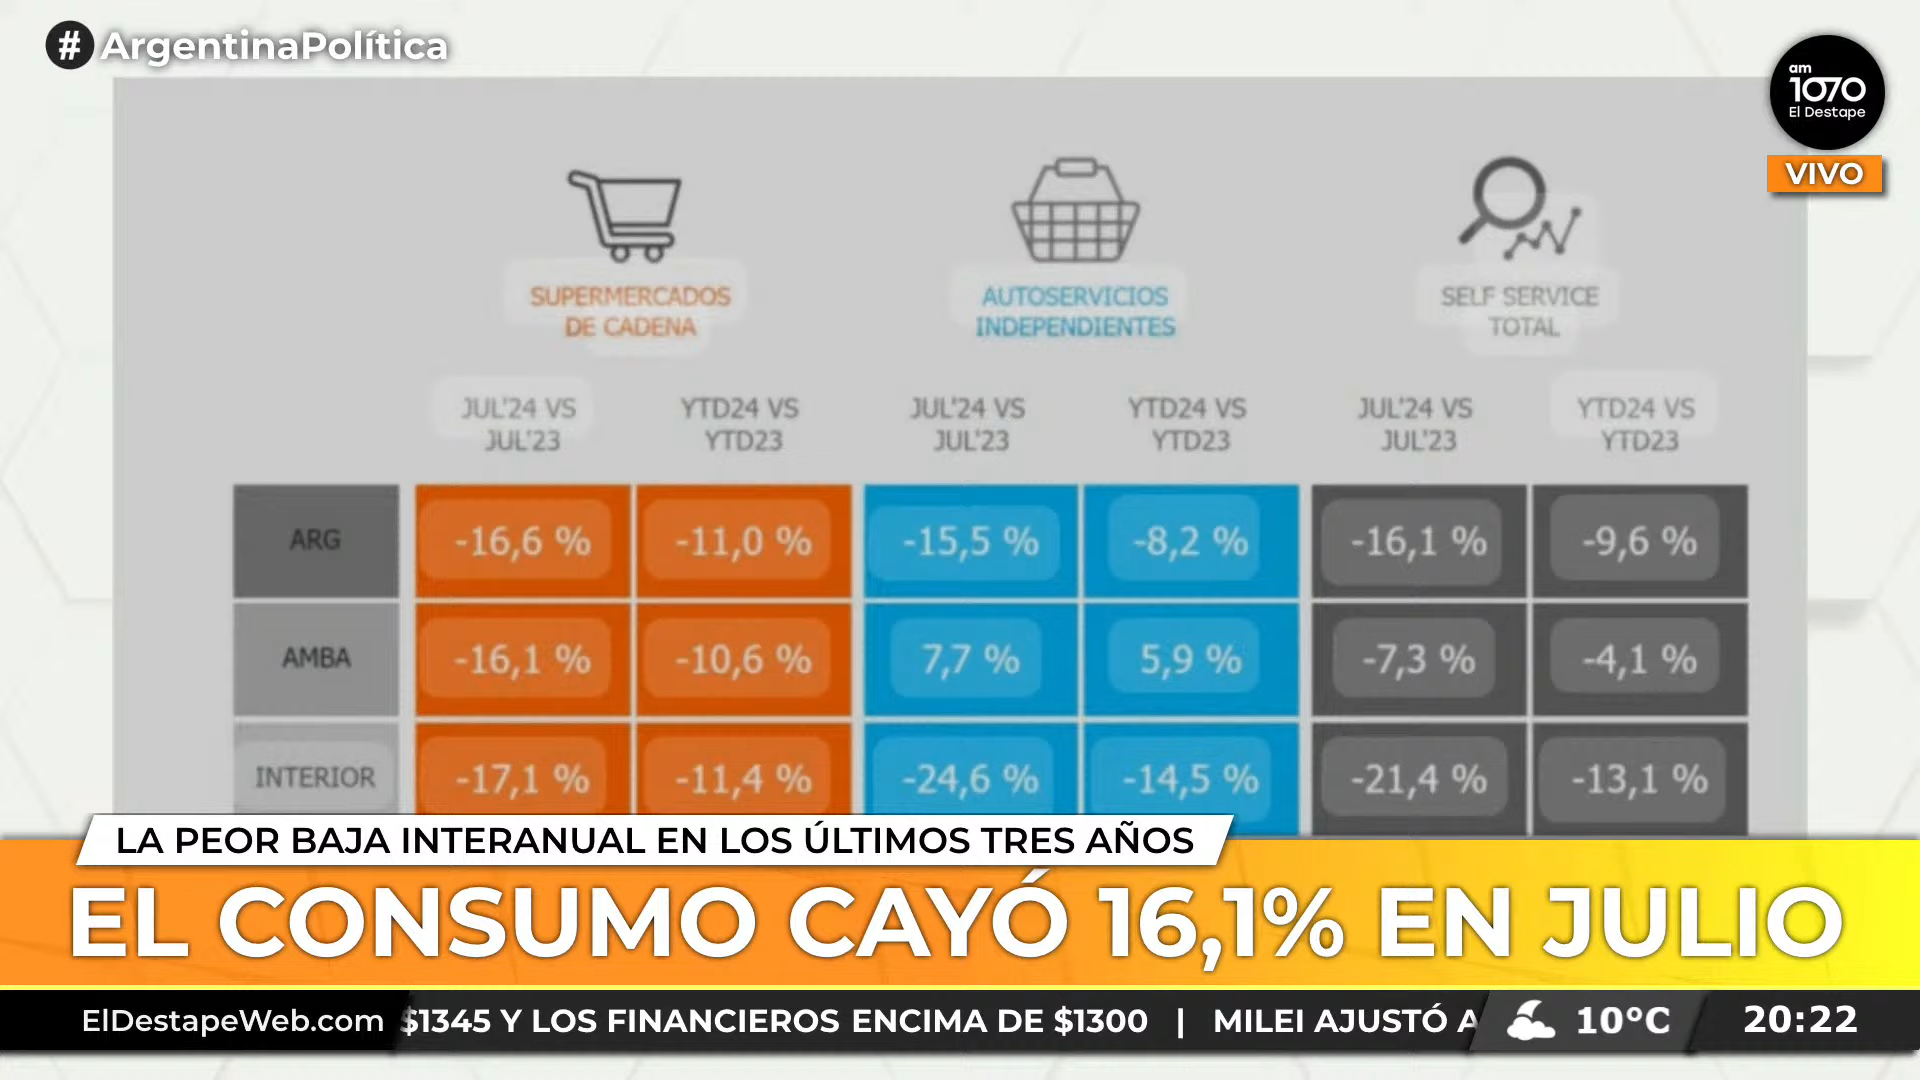 #ArgentinaPolítica
am
1070
El Destape
VIVO
SUPERMERCADOS
DE CADENA
AUTOSERVICIOS
INDEPENDIENTES
SELF SERVICE
TOTAL
JUL'24 VS
JUL'23
YTD24 VS
YTD23
JUL'24 VS
JUL'23
YTD24 VS
YTD23
JUL'24 VS
JUL'23
YTD24 VS
YTD23
ARG -16,6 % -11,0 % -15,5 % -8,2 % -16,1 % -9,6 %
AMBA -16,1 % -10,6 % 7,7 % 5,9 % -7,3 % -4,1 %
INTERIOR -17,1 % -11,4 % -24,6 % -14,5 % -21,4 % -13,1 %
LA PEOR BAJA INTERANUAL EN LOS ÚLTIMOS TRES AÑOS
EL CONSUMO CAYÓ 16,1% EN JULIO
ElDestapeWeb.com $1345 Y LOS FINANCIEROS ENCIMA DE $1300 | MILEI AJUSTÓ A 10°C 20:22